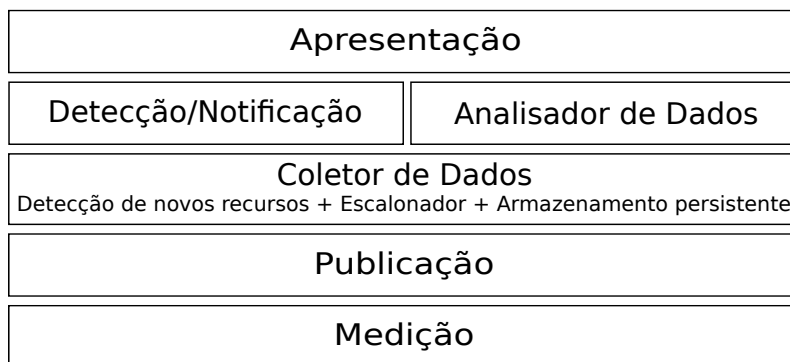 Apresentação
Detecção/Notificação
Analisador de Dados
Coletor de Dados
Detecção de novos recursos + Escalonador + Armazenamento persistente
Publicação
Medição